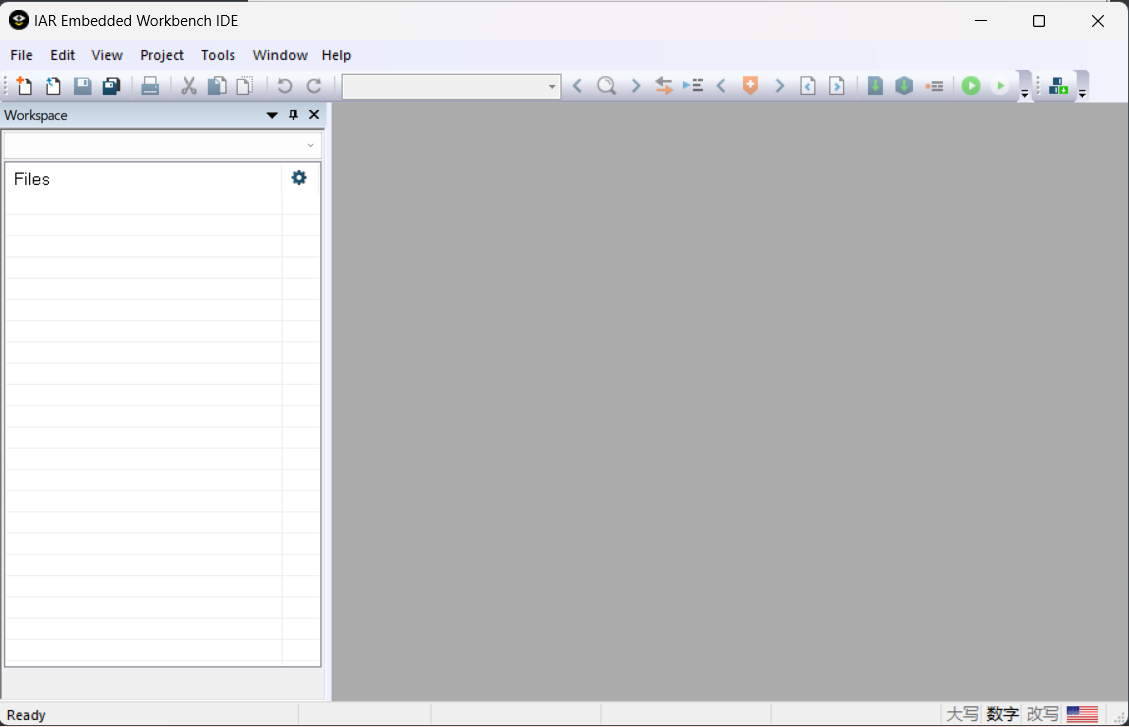 IAR Embedded Workbench IDE
File Edit View Project Tools Window Help
Workspace
Files
Ready
大写 数字 改写